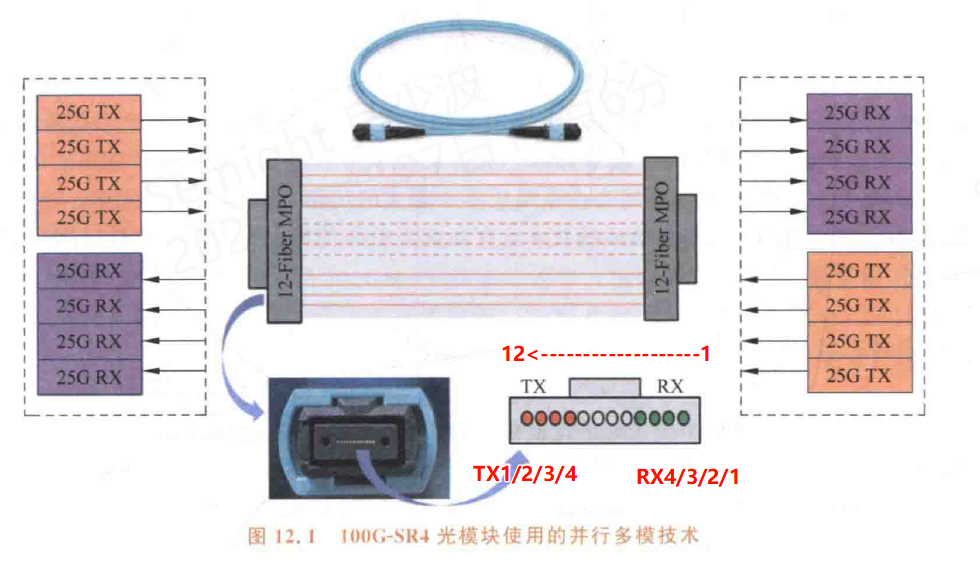 25G TX
25G TX
25G TX
25G TX
25G RX
25G RX
25G RX
25G RX
12-Fiber MPO
12-Fiber MPO
25G RX
25G RX
25G RX
25G RX
25G TX
25G TX
25G TX
25G TX
12<-------------------1
TX
RX
TX1/2/3/4
RX4/3/2/1
图 12.1 100G-SR4 光模块使用的并行多模技术